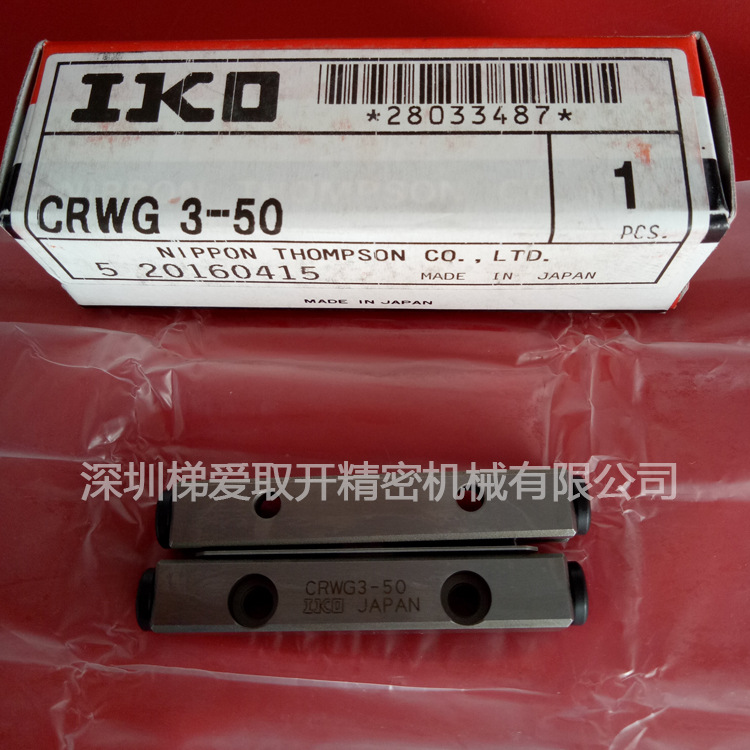 IKO
*28033487*
CRWG 3-50
1
PCS.
NIPPON THOMPSON CO.,LTD.
5 20160415
MADE IN JAPAN
MADE IN JAPAN
深圳梯爱取开精密机械有限公司
CRWG3-50
IKO JAPAN